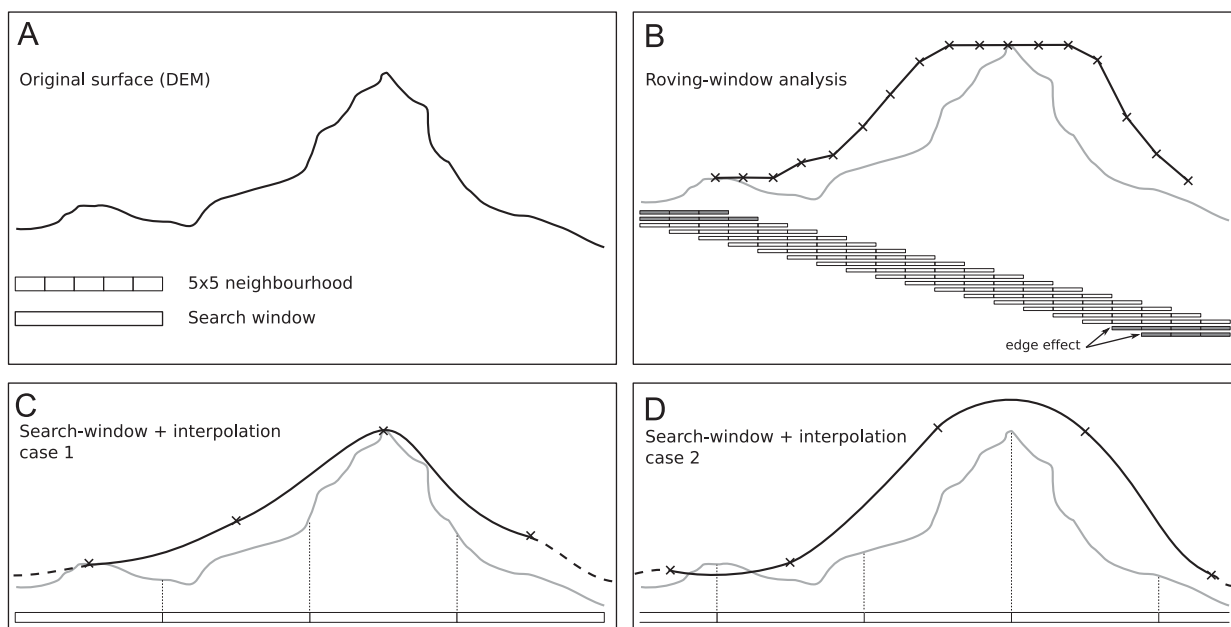 A
Original surface (DEM)
5x5 neighbourhood
Search window
B
Roving-window analysis
edge effect
C
Search-window + interpolation
case 1
D
Search-window + interpolation
case 2